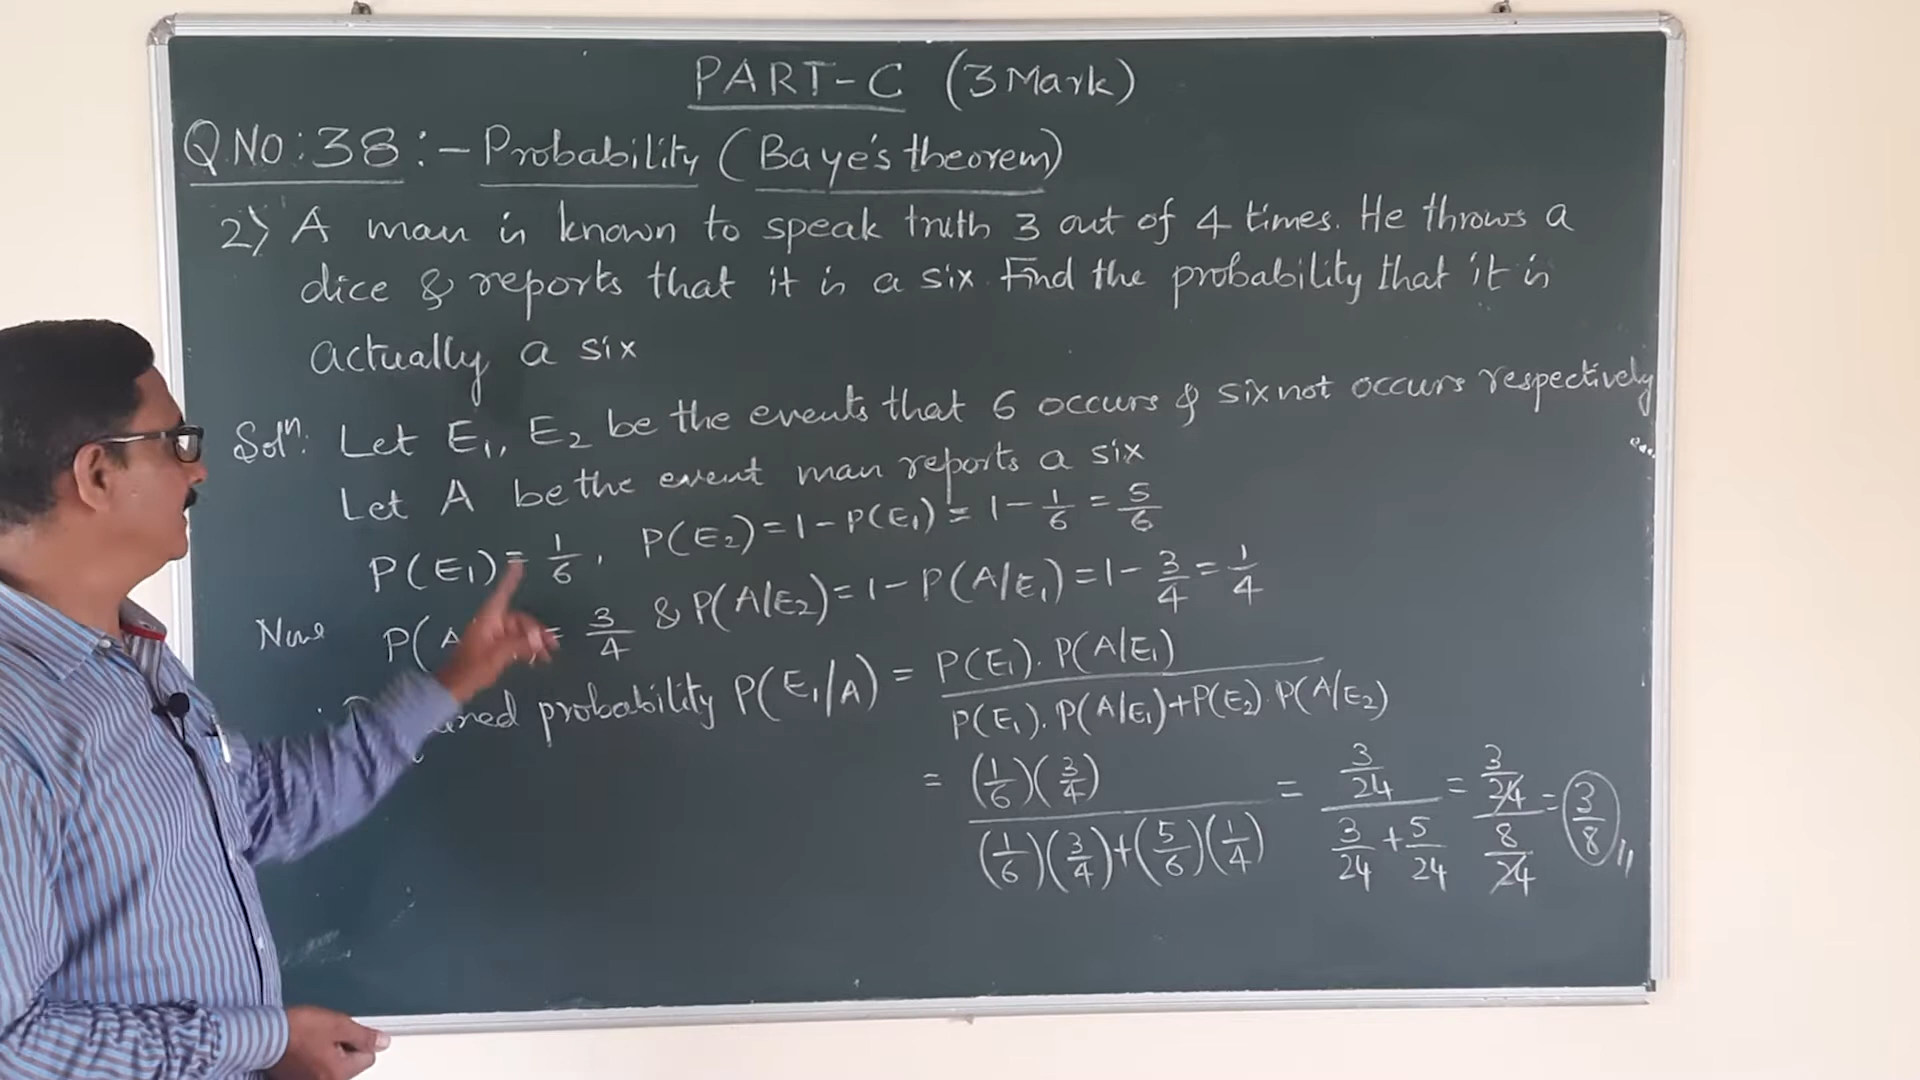 PART-C (3 Mark)
Q.NO:38:- Probability (Baye's theorem)
2) A man is known to speak truth 3 out of 4 times. He throws a
dice & reports that it is a six. Find the probability that it is
actually a six
Solⁿ: Let E₁, E₂ be the events that 6 occurs & six not occurs respectively
Let A be the event man reports a six
P(E₁) = 1/6, P(E₂) = 1 - P(E₁) = 1 - 1/6 = 5/6
P(A = 3/4 & P(A|E₂) = 1 - P(A|E₁) = 1 - 3/4 = 1/4
probability P(E₁/A) = P(E₁). P(A|E₁) / P(E₁). P(A|E₁) + P(E₂). P(A|E₂)
= (1/6)(3/4) / (1/6)(3/4) + (5/6)(1/4) = 3/24 / 3/24 + 5/24 = 3/24 / 8/24 = 3/8 //